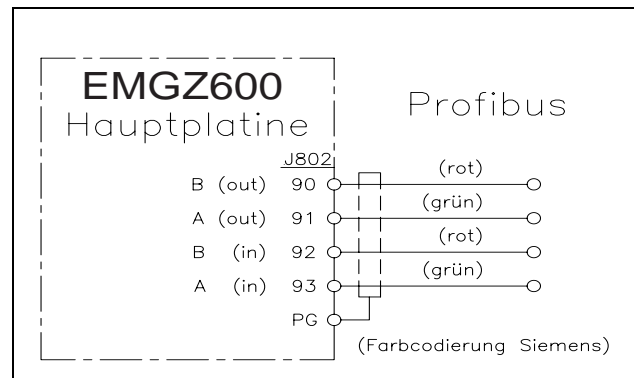 EMGZ600
Hauptplatine
Profibus
J802
B (out) 90 (rot)
A (out) 91 (grün)
B (in) 92 (rot)
A (in) 93 (grün)
PG
(Farbcodierung Siemens)